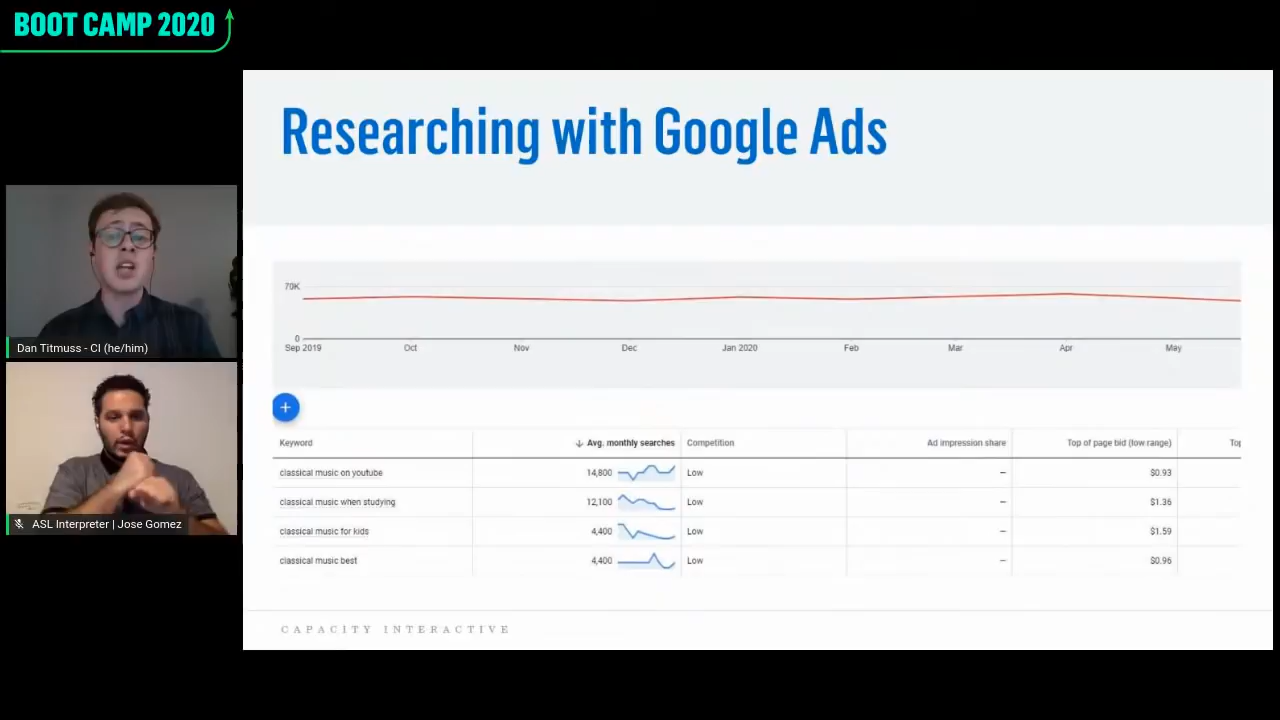 BOOT CAMP 2020
Researching with Google Ads
70K
0
Sep 2019 Oct Nov Dec Jan 2020 Feb Mar Apr May
+
Keyword Avg. monthly searches Competition Ad impression share Top of page bid (low range) Top
classical music on youtube 14,800 Low – $0.93
classical music when studying 12,100 Low – $1.36
classical music for kids 4,400 Low – $1.59
classical music best 4,400 Low – $0.96
CAPACITY INTERACTIVE
Dan Titmuss - CI (he/him)
ASL Interpreter | Jose Gomez